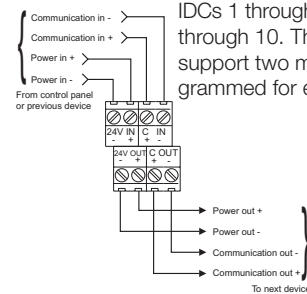 IDCs 1 through
through 10. Th
support two m
grammed for e
Communication in -
Communication in +
Power in +
Power in -
From control panel
or previous device
24V IN C IN
- + + -
24V OUT C OUT
- + + -
Power out +
Power out -
Communication out -
Communication out +
To next device